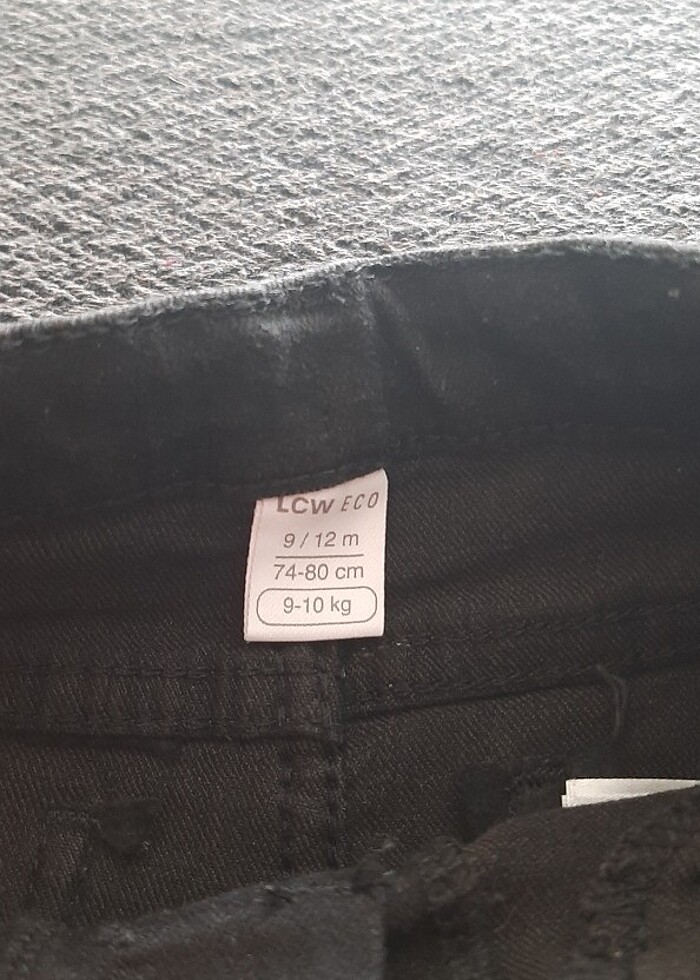 LCW ECO
9 / 12 m
74-80 cm
9-10 kg